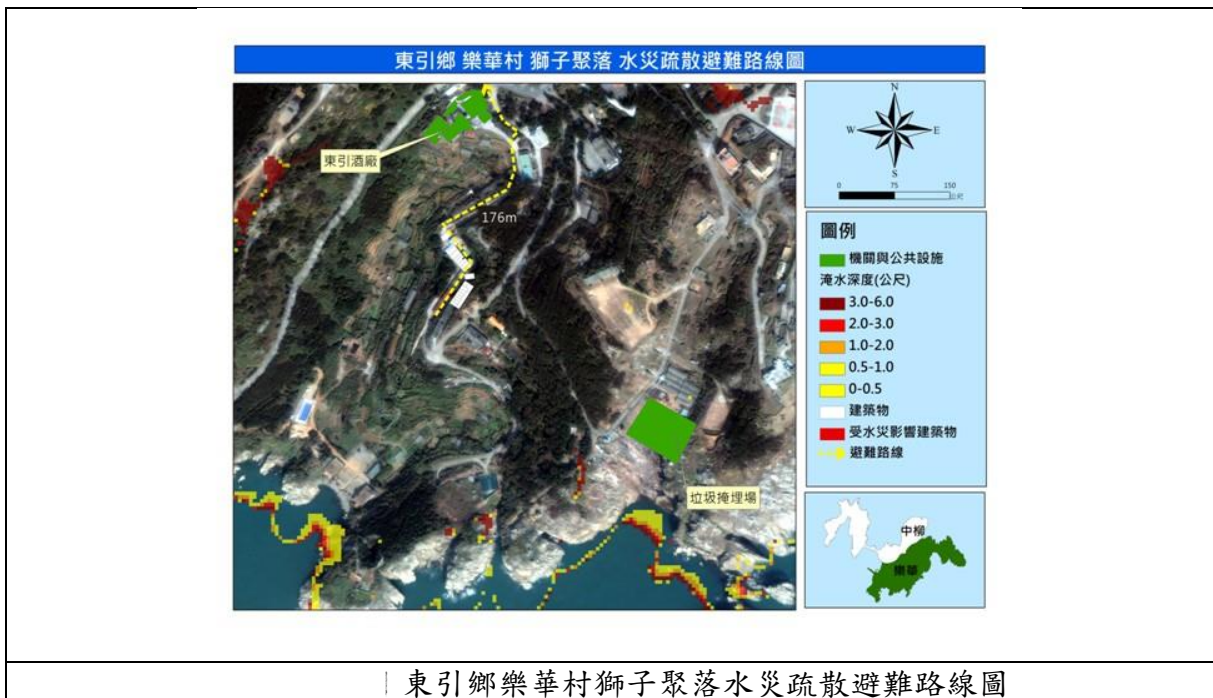 東引鄉 樂華村 獅子聚落 水災疏散避難路線圖
東引酒廠
176m
垃圾掩埋場
N
W
E
S
0 75 150
公尺
圖例
機關與公共設施
淹水深度(公尺)
3.0-6.0
2.0-3.0
1.0-2.0
0.5-1.0
0-0.5
建築物
受水災影響建築物
避難路線
中柳
樂華
東引鄉樂華村獅子聚落水災疏散避難路線圖